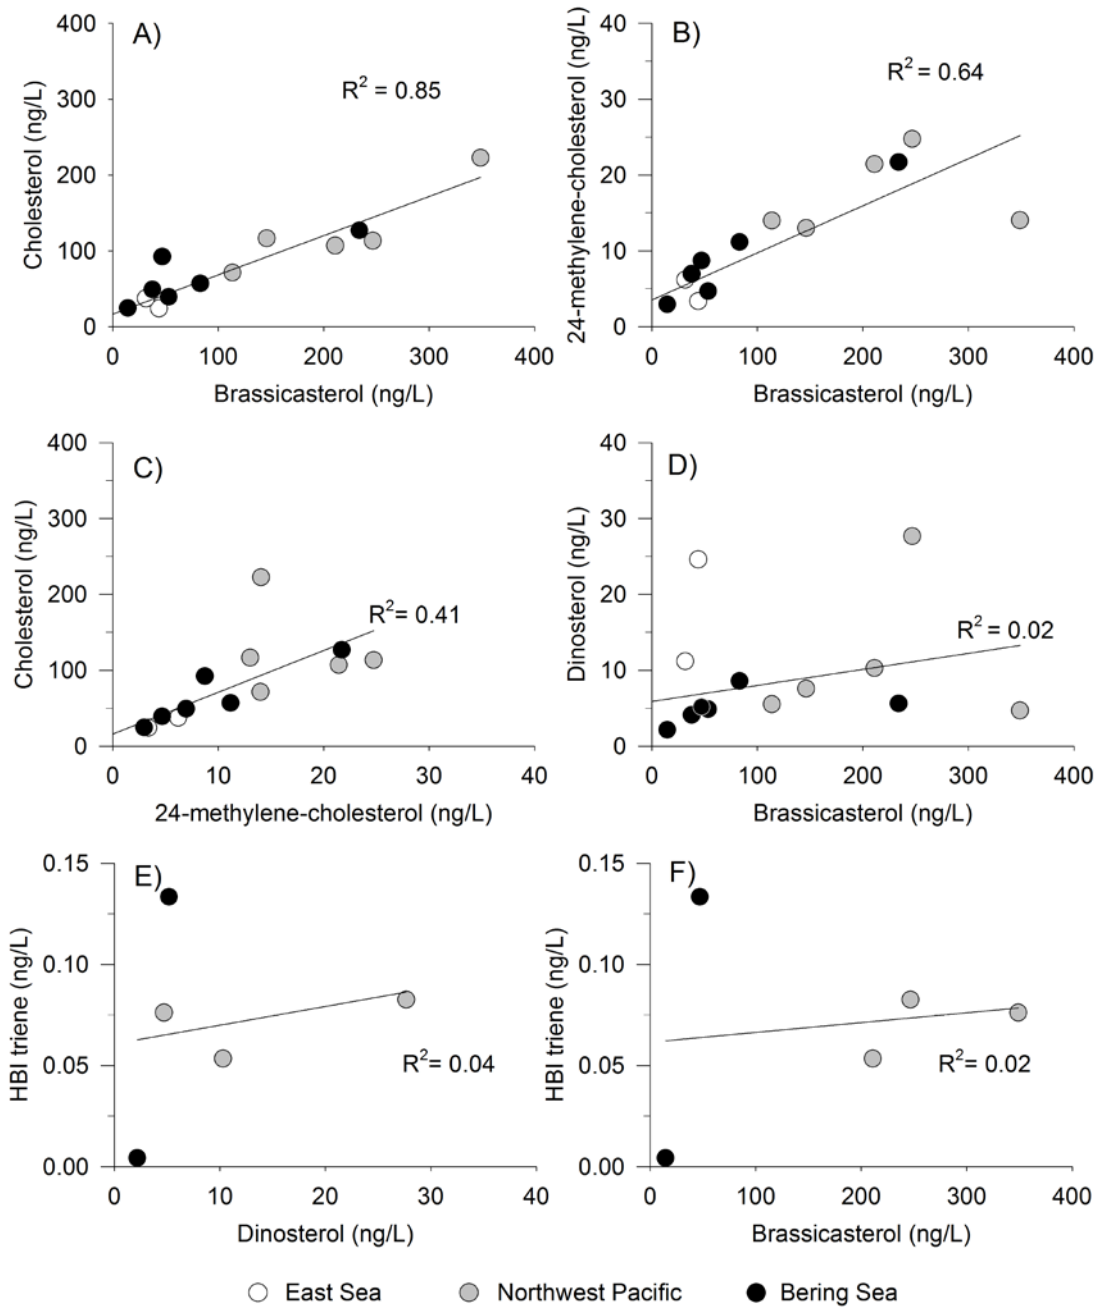 A)
R² = 0.85
Cholesterol (ng/L)
400
300
200
100
0
0 100 200 300 400
Brassicasterol (ng/L)
B)
R² = 0.64
24-methylene-cholesterol (ng/L)
40
30
20
10
0
0 100 200 300 400
Brassicasterol (ng/L)
C)
R²= 0.41
Cholesterol (ng/L)
400
300
200
100
0
0 10 20 30 40
24-methylene-cholesterol (ng/L)
D)
R²= 0.02
Dinosterol (ng/L)
40
30
20
10
0
0 100 200 300 400
Brassicasterol (ng/L)
E)
R²= 0.04
HBI triene (ng/L)
0.15
0.10
0.05
0.00
0 10 20 30 40
Dinosterol (ng/L)
F)
R²= 0.02
HBI triene (ng/L)
0.15
0.10
0.05
0.00
0 100 200 300 400
Brassicasterol (ng/L)
East Sea Northwest Pacific Bering Sea